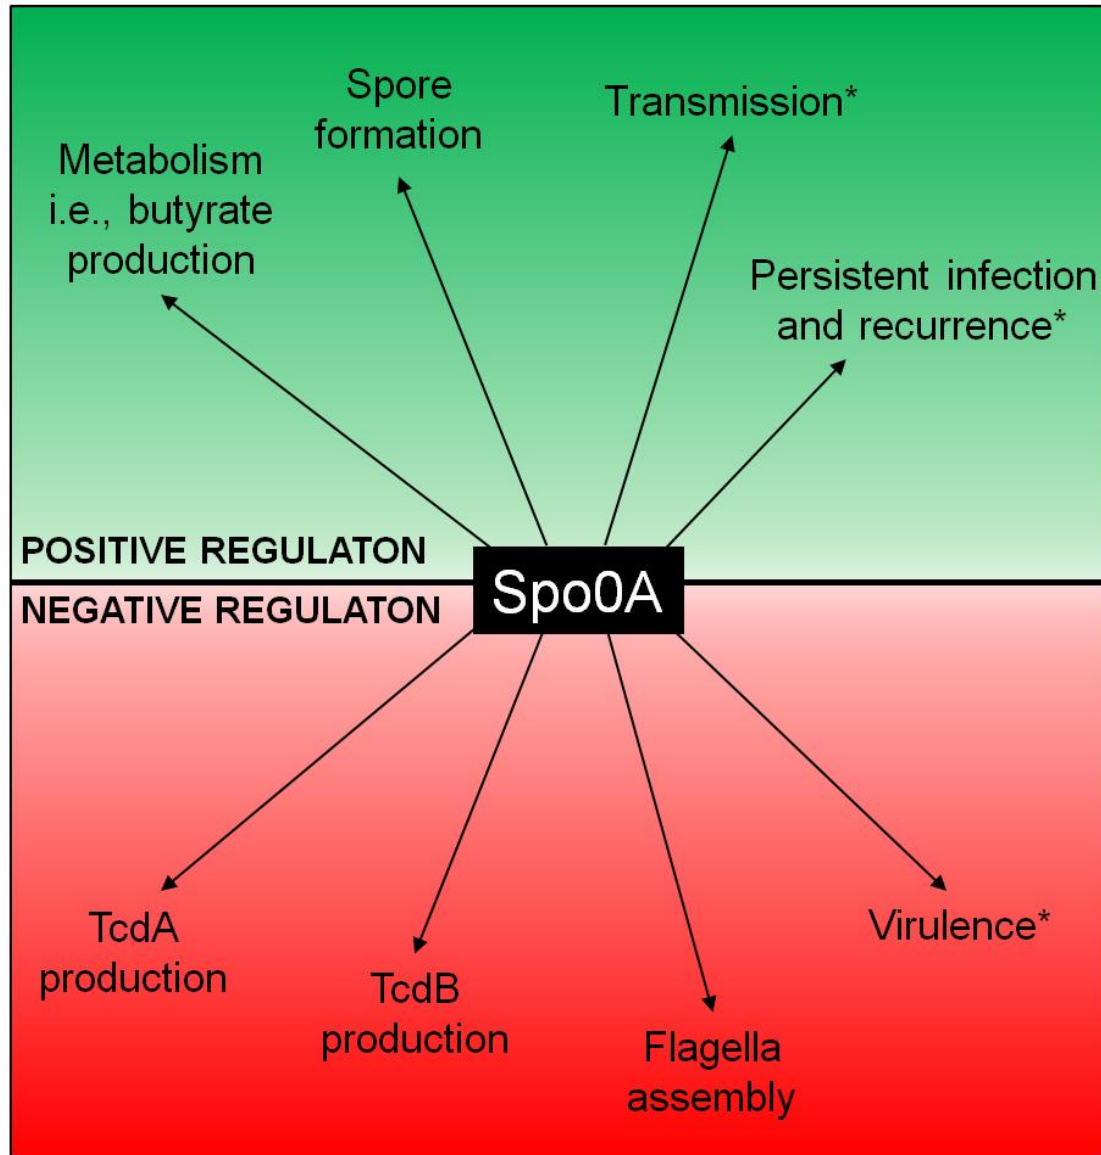 Spore
formation
Transmission*
Metabolism
i.e., butyrate
production
Persistent infection
and recurrence*
POSITIVE REGULATON
Spo0A
NEGATIVE REGULATON
TcdA
production
TcdB
production
Flagella
assembly
Virulence*